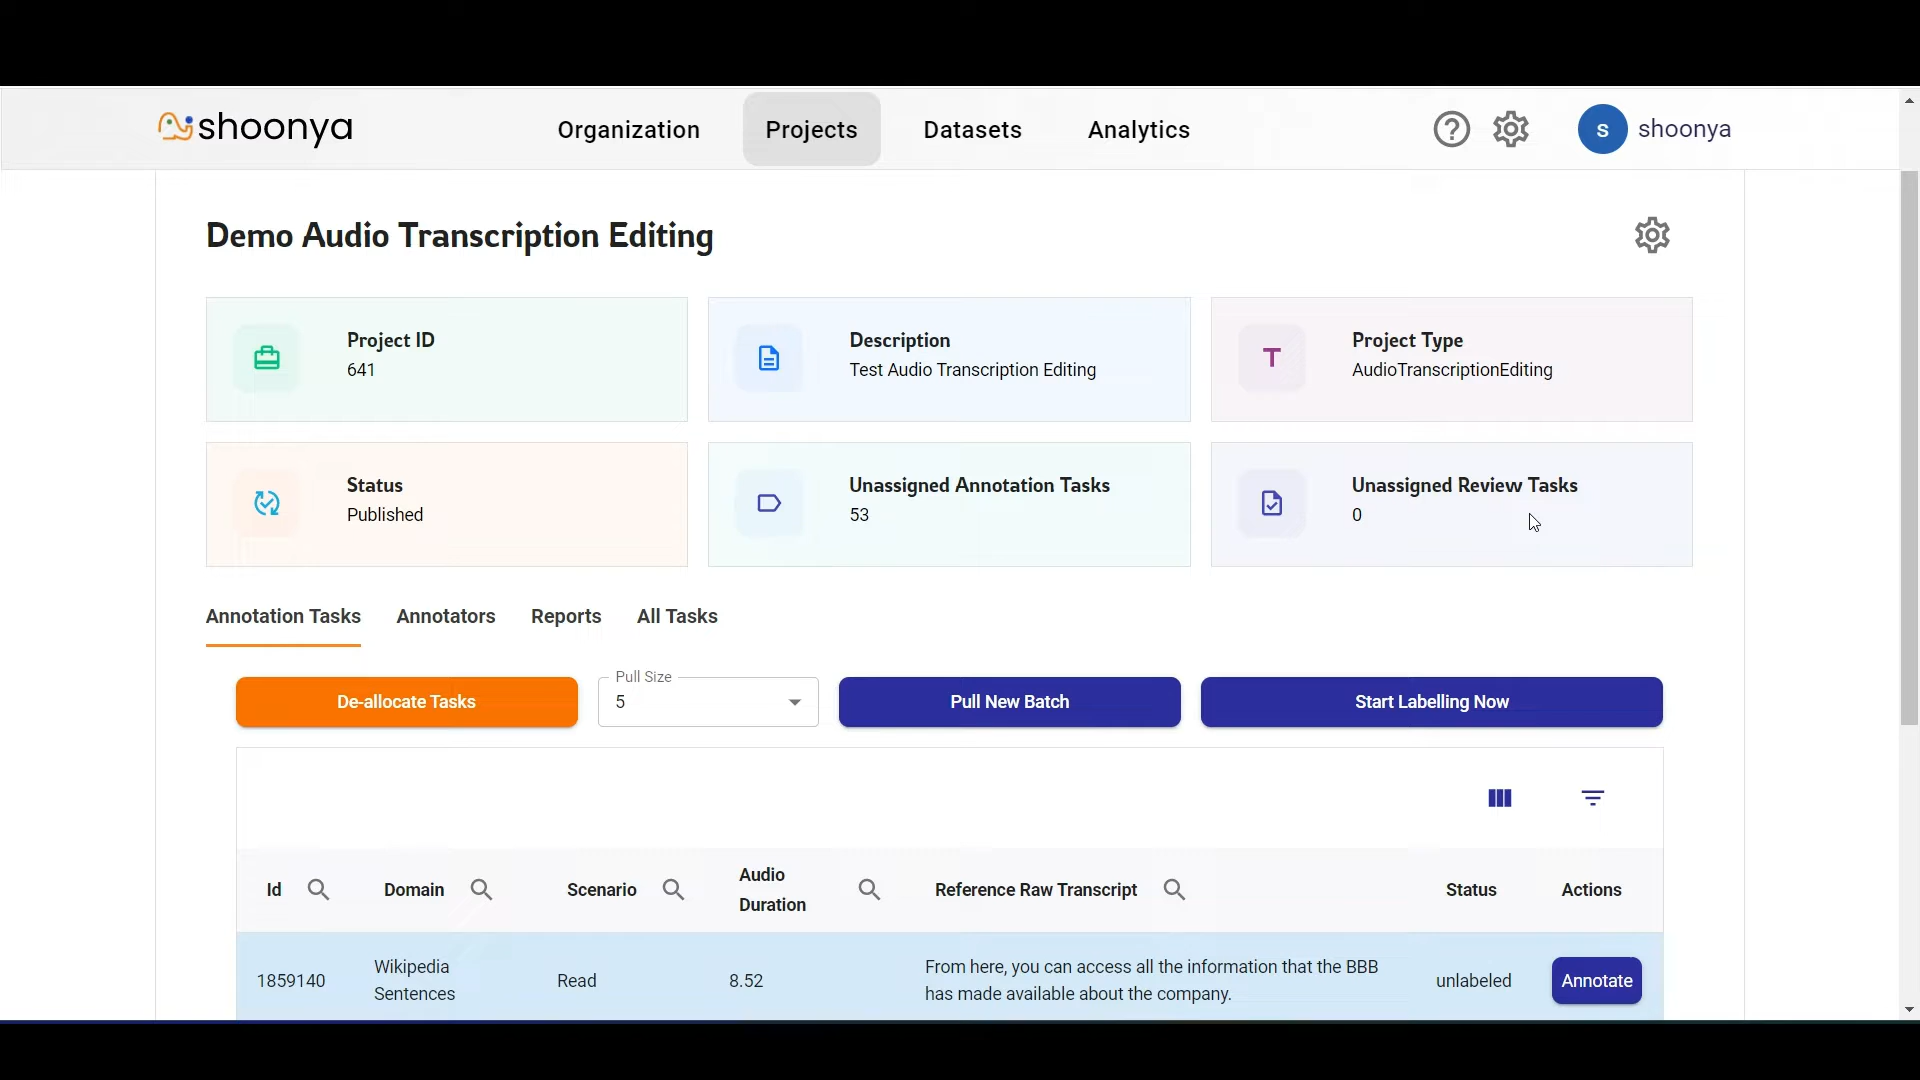 shoonya
Organization
Projects
Datasets
Analytics
s
shoonya
Demo Audio Transcription Editing
Project ID
641
Description
Test Audio Transcription Editing
T
Project Type
AudioTranscriptionEditing
Status
Published
Unassigned Annotation Tasks
53
Unassigned Review Tasks
0
Annotation Tasks
Annotators
Reports
All Tasks
De-allocate Tasks
Pull Size
5
Pull New Batch
Start Labelling Now
Id
Domain
Scenario
Audio
Duration
Reference Raw Transcript
Status
Actions
1859140
Wikipedia
Sentences
Read
8.52
From here, you can access all the information that the BBB
has made available about the company.
unlabeled
Annotate